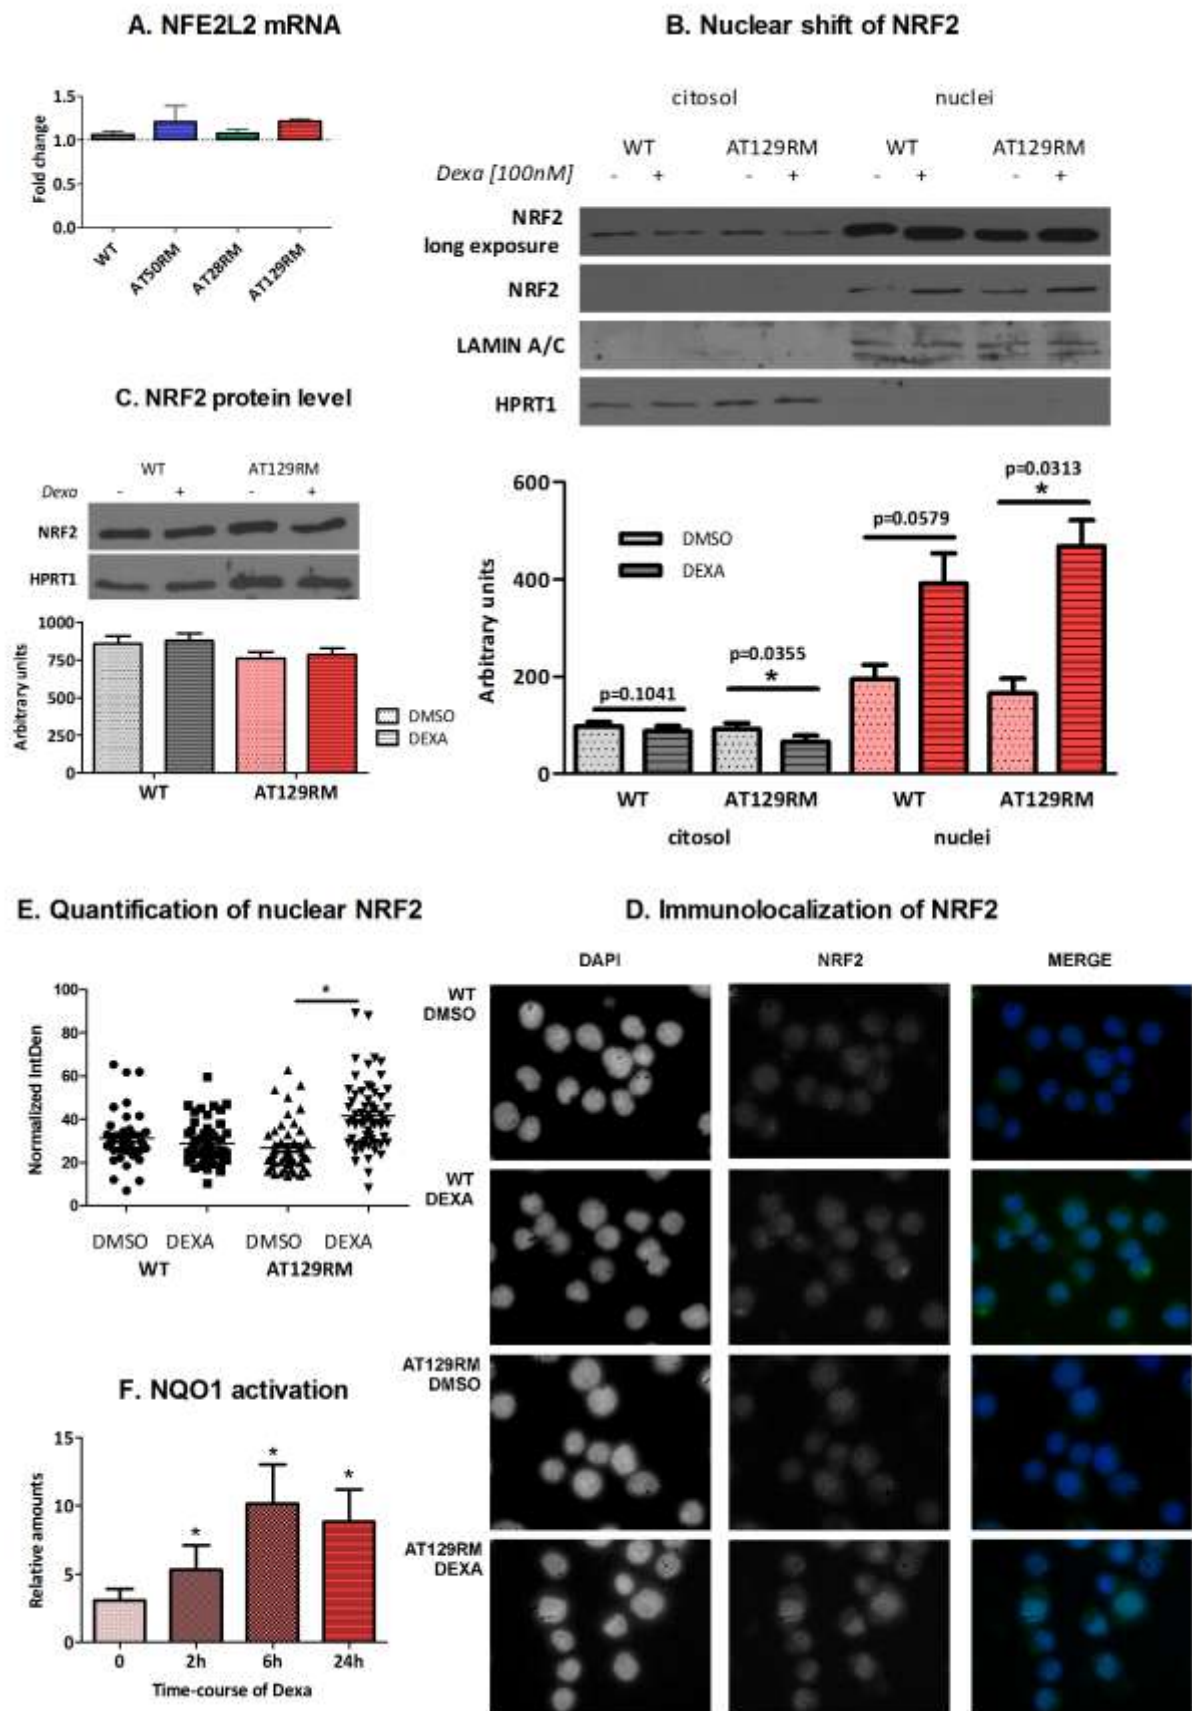 A. NFE2L2 mRNA
1.5
1.0
0.5
0.0
Fold change
WT
AT50RM
AT28RM
AT129RM
B. Nuclear shift of NRF2
citosol nuclei
WT AT129RM WT AT129RM
Dexa [100nM] - + - + - + - +
NRF2
long exposure
NRF2
LAMIN A/C
HPRT1
600
400
200
0
Arbitrary units
DMSO
DEXA
p=0.1041
p=0.0355
*
p=0.0579
p=0.0313
*
WT AT129RM WT AT129RM
citosol nuclei
C. NRF2 protein level
WT AT129RM
Dexa - + - +
NRF2
HPRT1
1000
750
500
250
0
Arbitrary units
DMSO
DEXA
WT AT129RM
E. Quantification of nuclear NRF2
100
80
60
40
20
0
Normalized IntDen
*
DMSO DEXA DMSO DEXA
WT AT129RM
D. Immunolocalization of NRF2
DAPI NRF2 MERGE
WT
DMSO
WT
DEXA
AT129RM
DMSO
AT129RM
DEXA
F. NQO1 activation
15
10
5
0
Relative amounts
* * *
0 2h 6h 24h
Time-course of Dexa